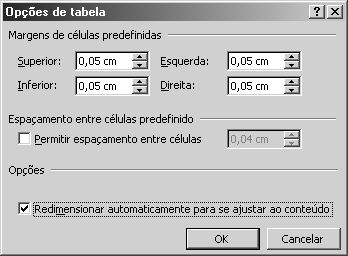 Opções de tabela
Margens de células predefinidas
Superior: 0,05 cm Esquerda: 0,05 cm
Inferior: 0,05 cm Direita: 0,05 cm
Espaçamento entre células predefinido
Permitir espaçamento entre células 0,04 cm
Opções
Redimensionar automaticamente para se ajustar ao conteúdo
OK Cancelar